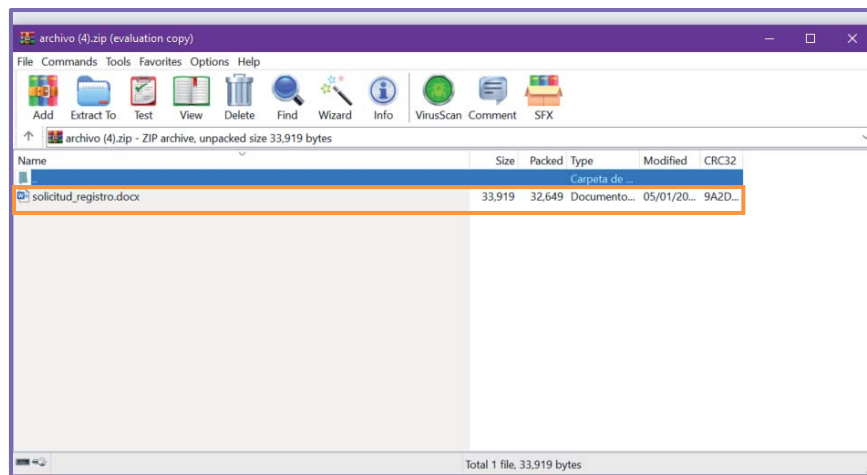 archivo (4).zip (evaluation copy)
File Commands Tools Favorites Options Help
Add Extract To Test View Delete Find Wizard Info VirusScan Comment SFX
archivo (4).zip - ZIP archive, unpacked size 33,919 bytes
Name Size Packed Type Modified CRC32
.. Carpeta de ...
solicitud_registro.docx 33,919 32,649 Documento... 05/01/20... 9A2D...
Total 1 file, 33,919 bytes